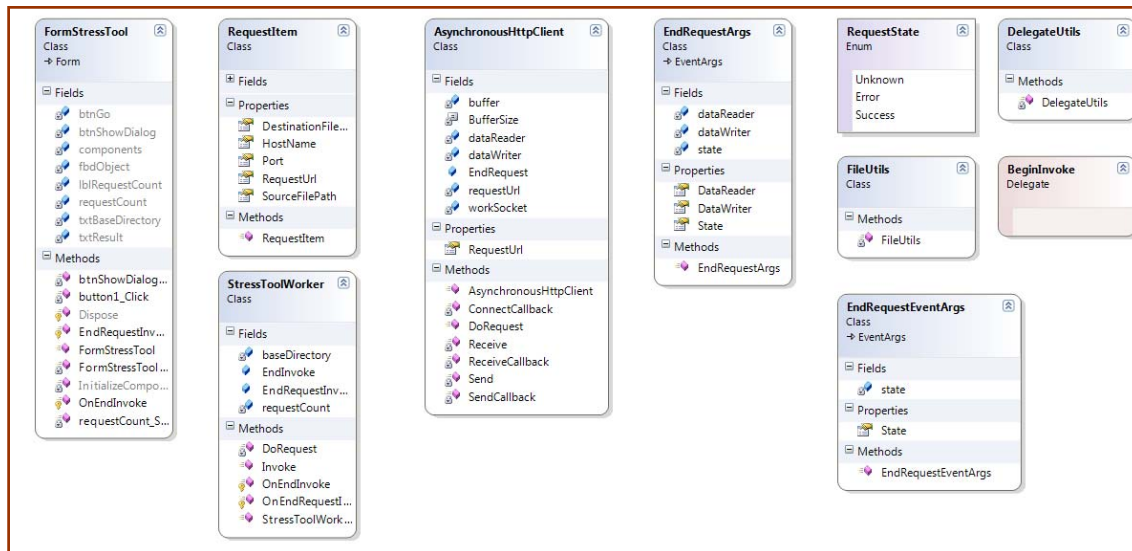 FormStressTool
Class
Form
Fields
btnGo
btnShowDialog
components
fbdObject
lblRequestCount
requestCount
txtBaseDirectory
txtResult
Methods
btnShowDialog...
button1_Click
Dispose
EndRequestInv...
FormStressTool
FormStressTool...
InitializeCompo...
OnEndInvoke
requestCount_S...
RequestItem
Class
Fields
Properties
DestinationFile...
HostName
Port
RequestUrl
SourceFilePath
Methods
RequestItem
StressToolWorker
Class
Fields
baseDirectory
EndInvoke
EndRequestInv...
requestCount
Methods
DoRequest
Invoke
OnEndInvoke
OnEndRequestI...
StressToolWork...
AsynchronousHttpClient
Class
Fields
buffer
BufferSize
dataReader
dataWriter
EndRequest
requestUrl
workSocket
Properties
RequestUrl
Methods
AsynchronousHttpClient
ConnectCallback
DoRequest
Receive
ReceiveCallback
Send
SendCallback
EndRequestArgs
Class
EventArgs
Fields
dataReader
dataWriter
state
Properties
DataReader
DataWriter
State
Methods
EndRequestArgs
RequestState
Enum
Unknown
Error
Success
DelegateUtils
Class
Methods
DelegateUtils
FileUtils
Class
Methods
FileUtils
BeginInvoke
Delegate
EndRequestEventArgs
Class
EventArgs
Fields
state
Properties
State
Methods
EndRequestEventArgs